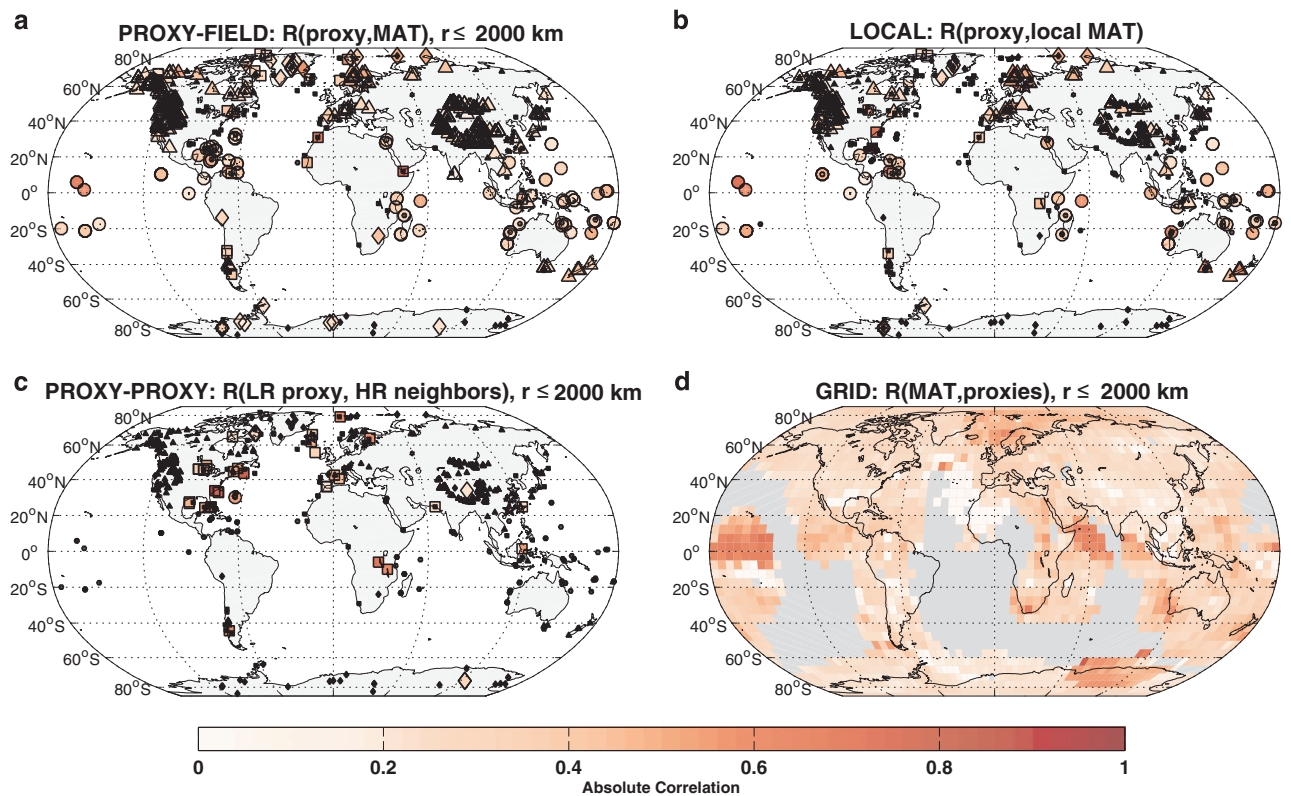 a
PROXY-FIELD: R(proxy,MAT), r ≤ 2000 km
80°N
60°N
40°N
20°N
0°
20°S
40°S
60°S
80°S
b
LOCAL: R(proxy,local MAT)
80°N
60°N
40°N
20°N
0°
20°S
40°S
60°S
80°S
c
PROXY-PROXY: R(LR proxy, HR neighbors), r ≤ 2000 km
80°N
60°N
40°N
20°N
0°
20°S
40°S
60°S
80°S
d
GRID: R(MAT,proxies), r ≤ 2000 km
80°N
60°N
40°N
20°N
0°
20°S
40°S
60°S
80°S
0 0.2 0.4 0.6 0.8 1
Absolute Correlation